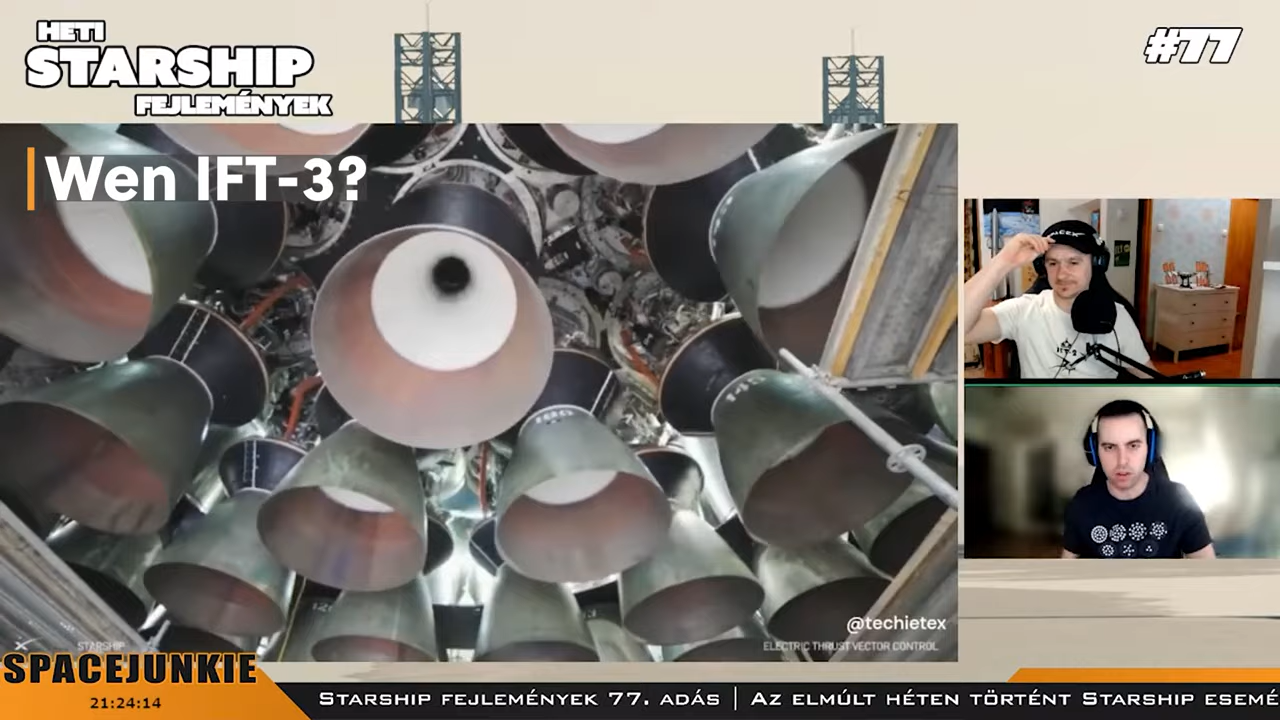 HETI
STARSHIP
FEJLEMÉNYEK
#77
Wen IFT-3?
@techietex
STARSHIP
ELECTRIC THRUST VECTOR CONTROL
SPACEJUNKIE
21:24:14
STARSHIP FEJLEMÉNYEK 77. ADÁS | AZ ELMÚLT HÉTEN TÖRTÉNT STARSHIP ESEMÉ